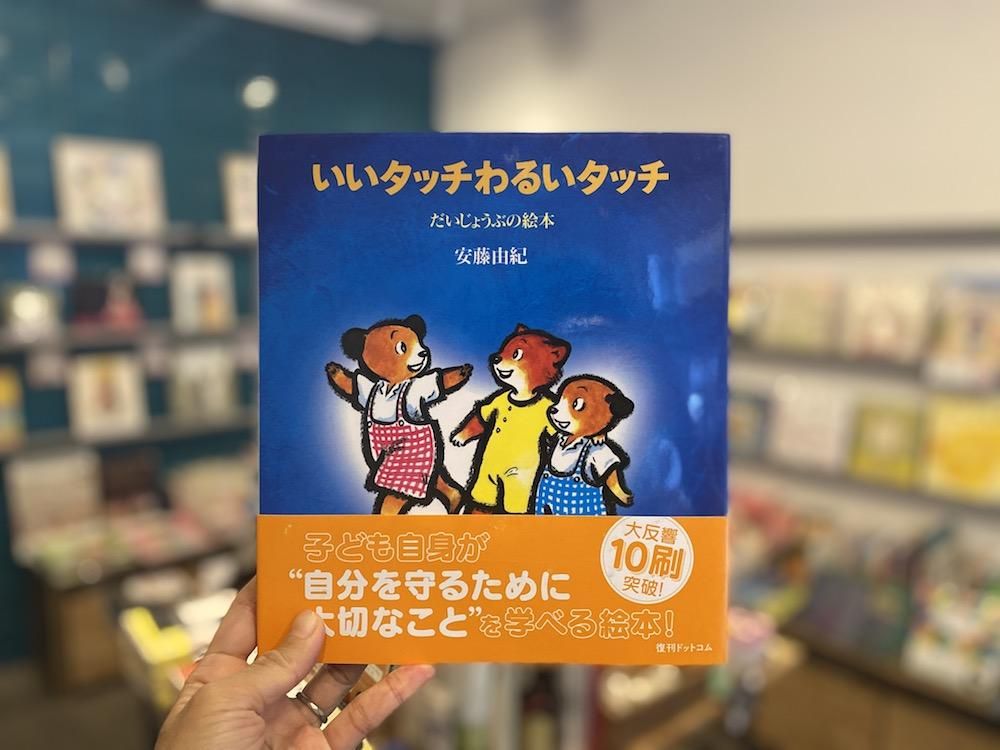 いいタッチわるいタッチ
だいじょうぶの絵本
安藤由紀
子ども自身が
“自分を守るために
大切なこと”を学べる絵本!
大反響
10刷
突破!
復刊ドットコム